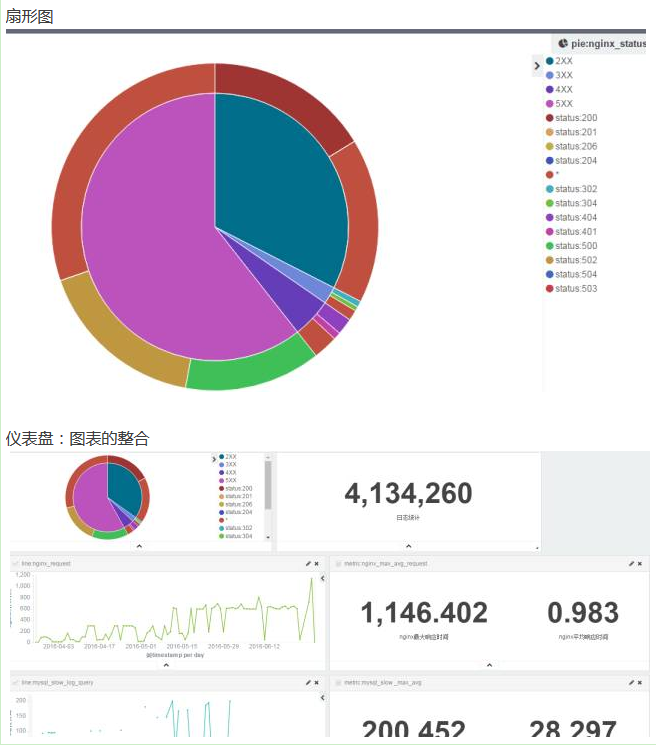 扇形图
pie:nginx_status
2XX
3XX
4XX
5XX
status:200
status:201
status:206
status:204
*
status:302
status:304
status:404
status:401
status:500
status:502
status:504
status:503
仪表盘：图表的整合
2XX
3XX
4XX
5XX
status:200
status:201
status:206
status:204
*
status:302
status:304
4,134,260
日志统计
line:nginx_request
1,200
1,000
800
600
400
200
0
2016-04-03
2016-04-17
2016-05-01
2016-05-15
2016-05-29
2016-06-12
@timestamp per day
metric:nginx_max_avg_request
1,146.402
nginx最大响应时间
0.983
nginx平均响应时间
line:mysql_slow_log_query
200
150
100
metric:mysql_slow_max_avg
200.452
28.297